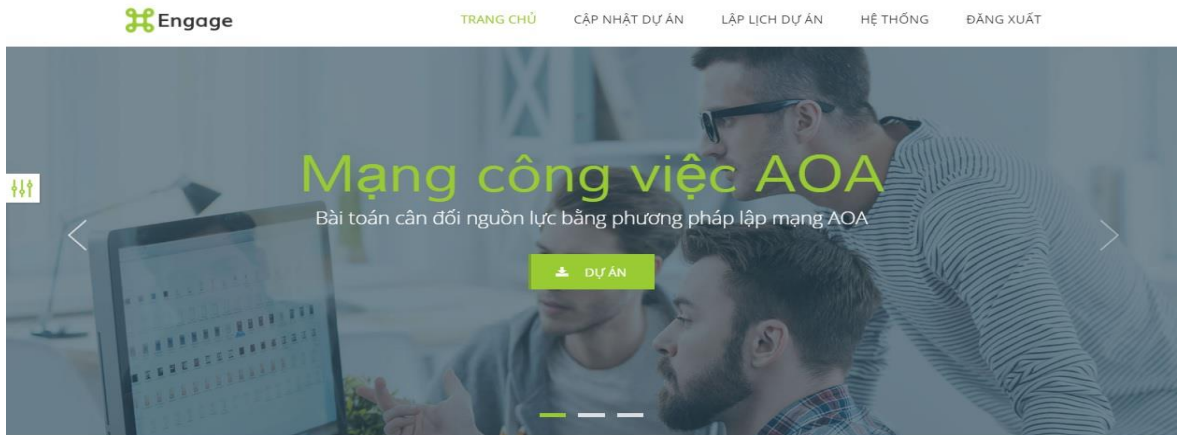 Engage
TRANG CHỦ CẬP NHẬT DỰ ÁN LẬP LỊCH DỰ ÁN HỆ THỐNG ĐĂNG XUẤT
Mạng công việc AOA
Bài toán cân đối nguồn lực bằng phương pháp lập mạng AOA
DỰ ÁN